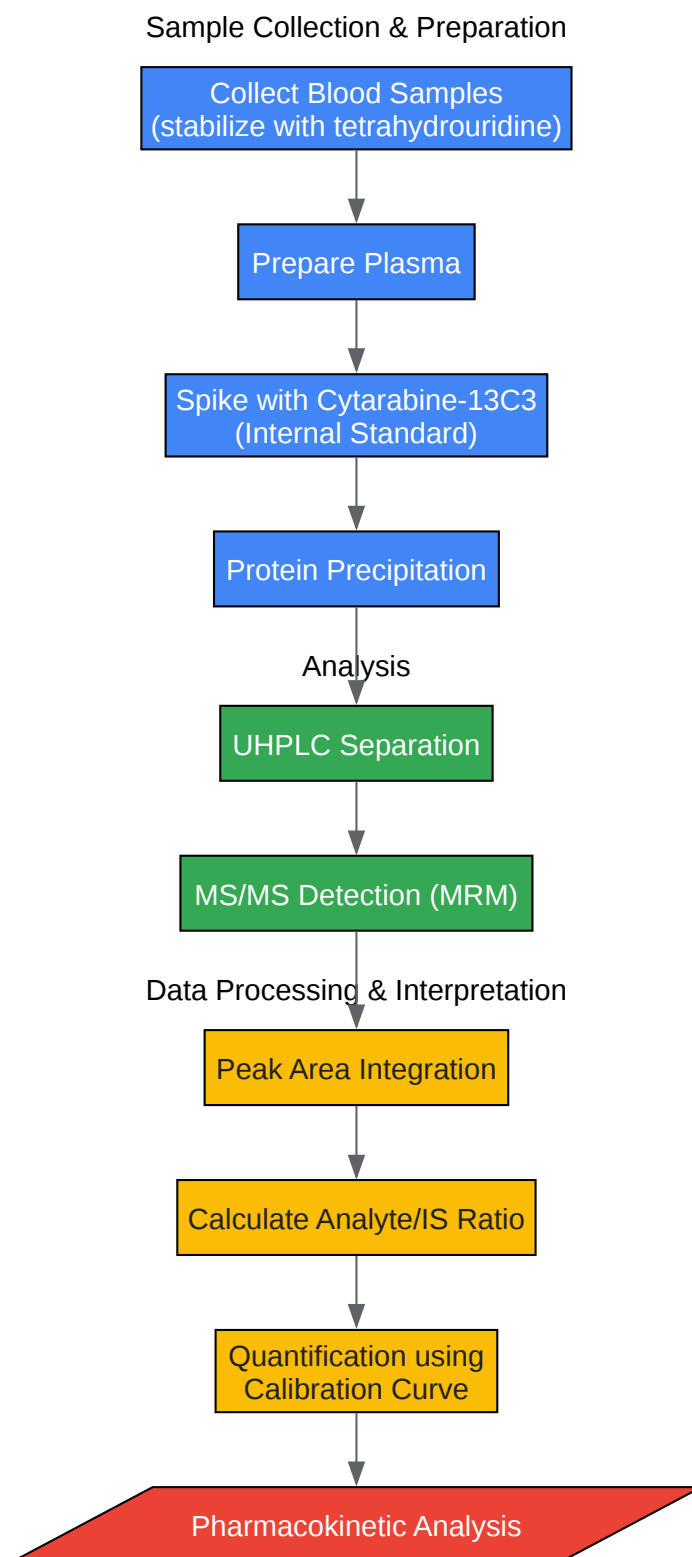 Sample Collection & Preparation
Collect Blood Samples
(stabilize with tetrahydrouridine)
Prepare Plasma
Spike with Cytarabine-13C3
(Internal Standard)
Protein Precipitation
Analysis
UHPLC Separation
MS/MS Detection (MRM)
Data Processing & Interpretation
Peak Area Integration
Calculate Analyte/IS Ratio
Quantification using
Calibration Curve
Pharmacokinetic Analysis